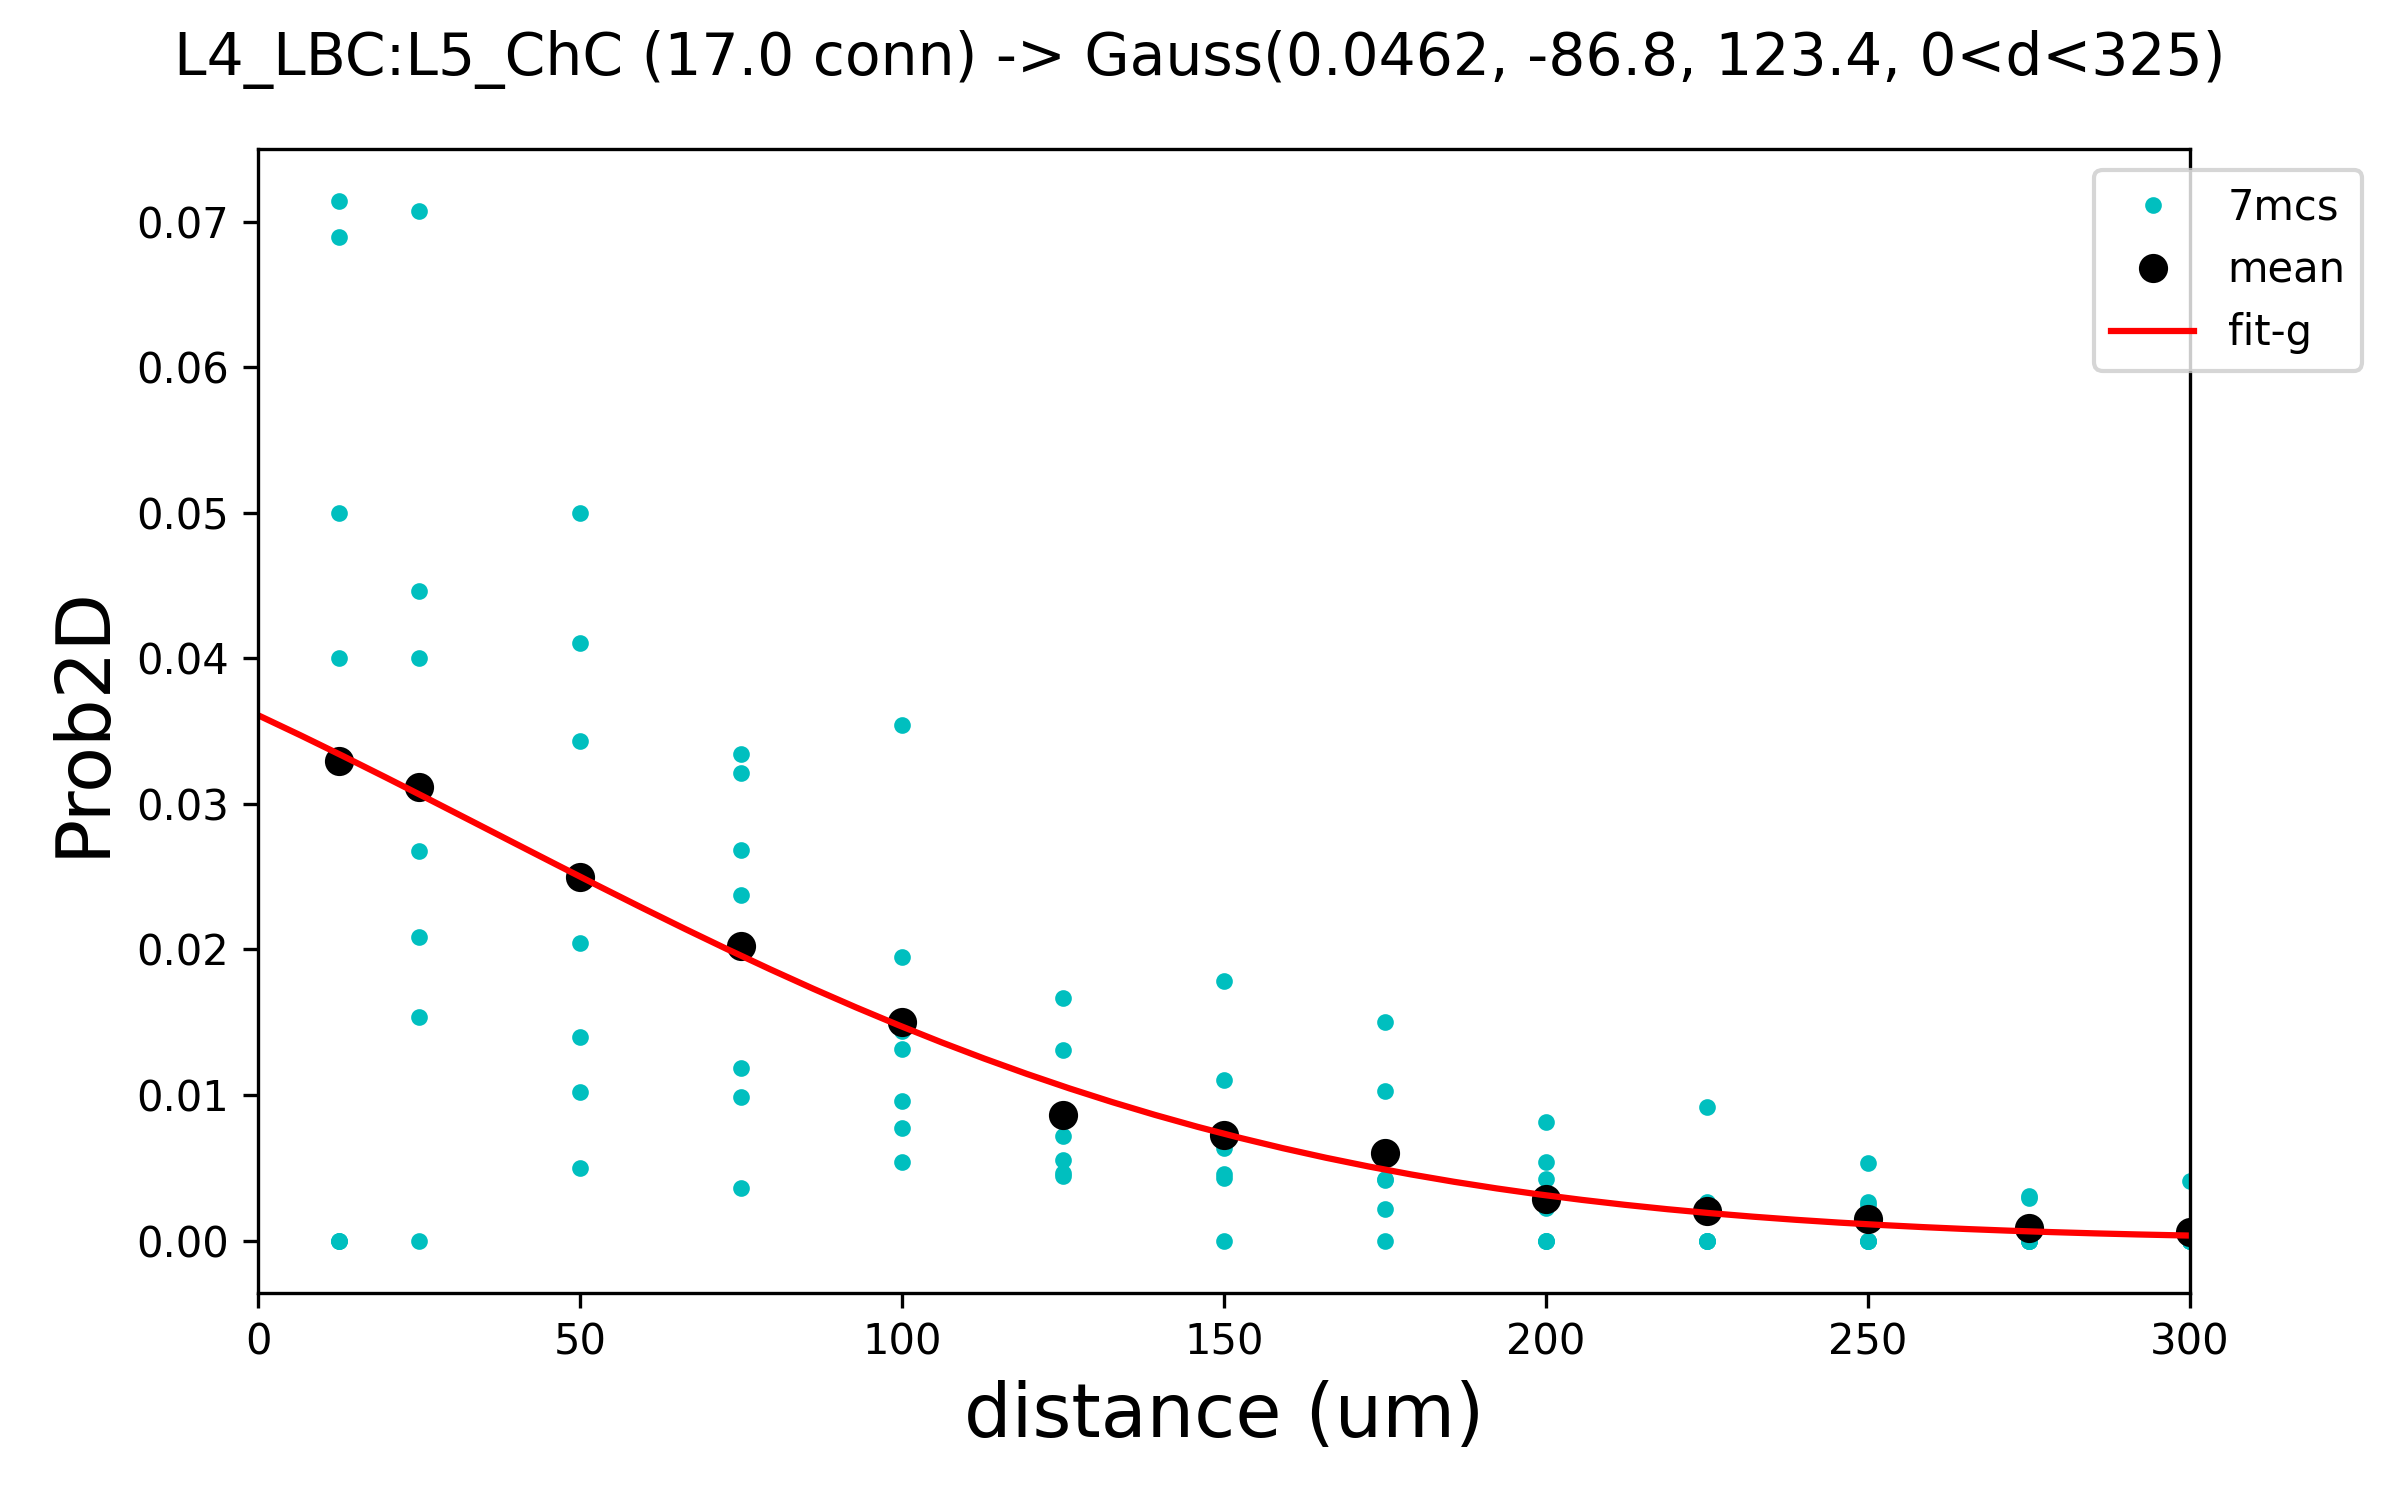 L4_LBC:L5_ChC (17.0 conn) -> Gauss(0.0462, -86.8, 123.4, 0<d<325)
7mcs
mean
fit-g
Prob2D
0.07
0.06
0.05
0.04
0.03
0.02
0.01
0.00
0 50 100 150 200 250 300
distance (um)